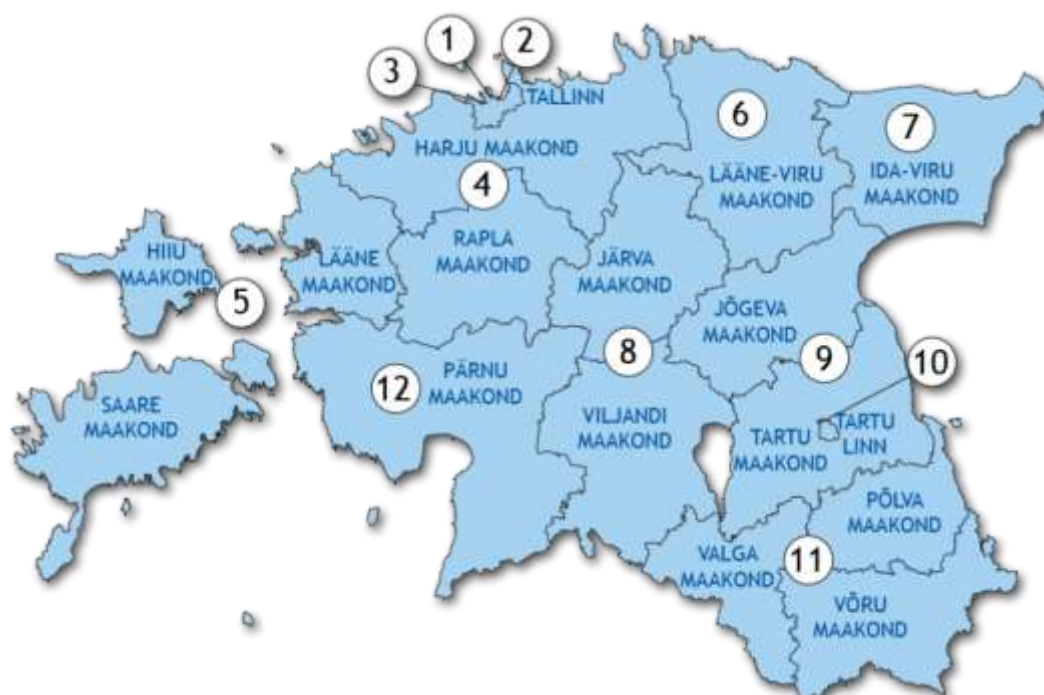 1
2
3
TALLINN
6
7
HARJU MAAKOND
4
LÄÄNE-VIRU
MAAKOND
IDA-VIRU
MAAKOND
HIIU
MAAKOND
5
LÄÄNE
MAAKOND
RAPLA
MAAKOND
JÄRVA
MAAKOND
JÕGEVA
MAAKOND
8
9
10
12
PÄRNU
MAAKOND
SAARE
MAAKOND
VILJANDI
MAAKOND
TARTU
MAAKOND
TARTU
LINN
PÕLVA
MAAKOND
VALGA
MAAKOND
11
VÕRU
MAAKOND